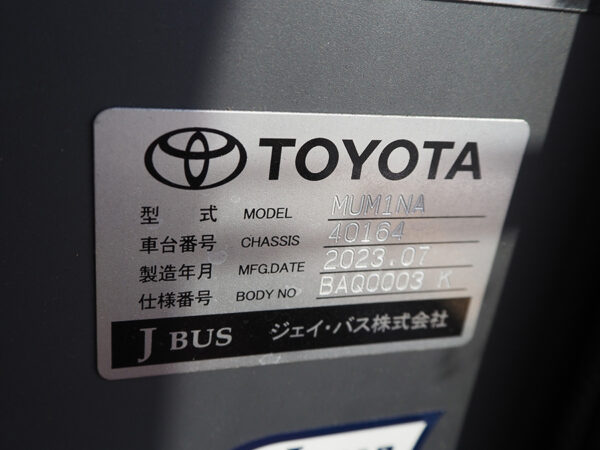 TOYOTA
型 式 MODEL MUM1NA
車台番号 CHASSIS 40164
製造年月 MFG.DATE 2023.07
仕様番号 BODY NO BAQ0003 K
J BUS ジェイ・バス株式会社